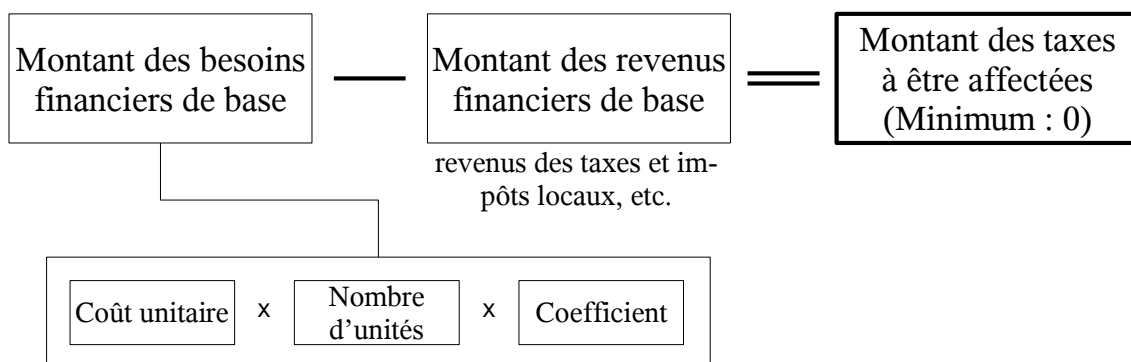 Montant des besoins
financiers de base
Montant des revenus
financiers de base
Montant des taxes
à être affectées
(Minimum : 0)
revenus des taxes et im-
pôts locaux, etc.
Coût unitaire
x
Nombre
d’unités
x
Coefficient